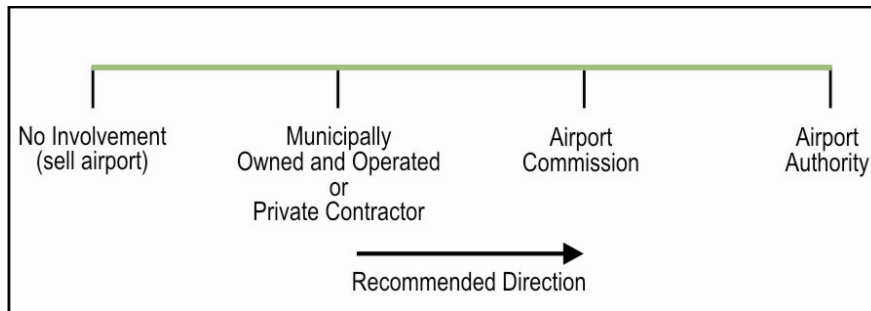 No Involvement
(sell airport)
Municipally
Owned and Operated
or
Private Contractor
Airport
Commission
Airport
Authority
Recommended Direction